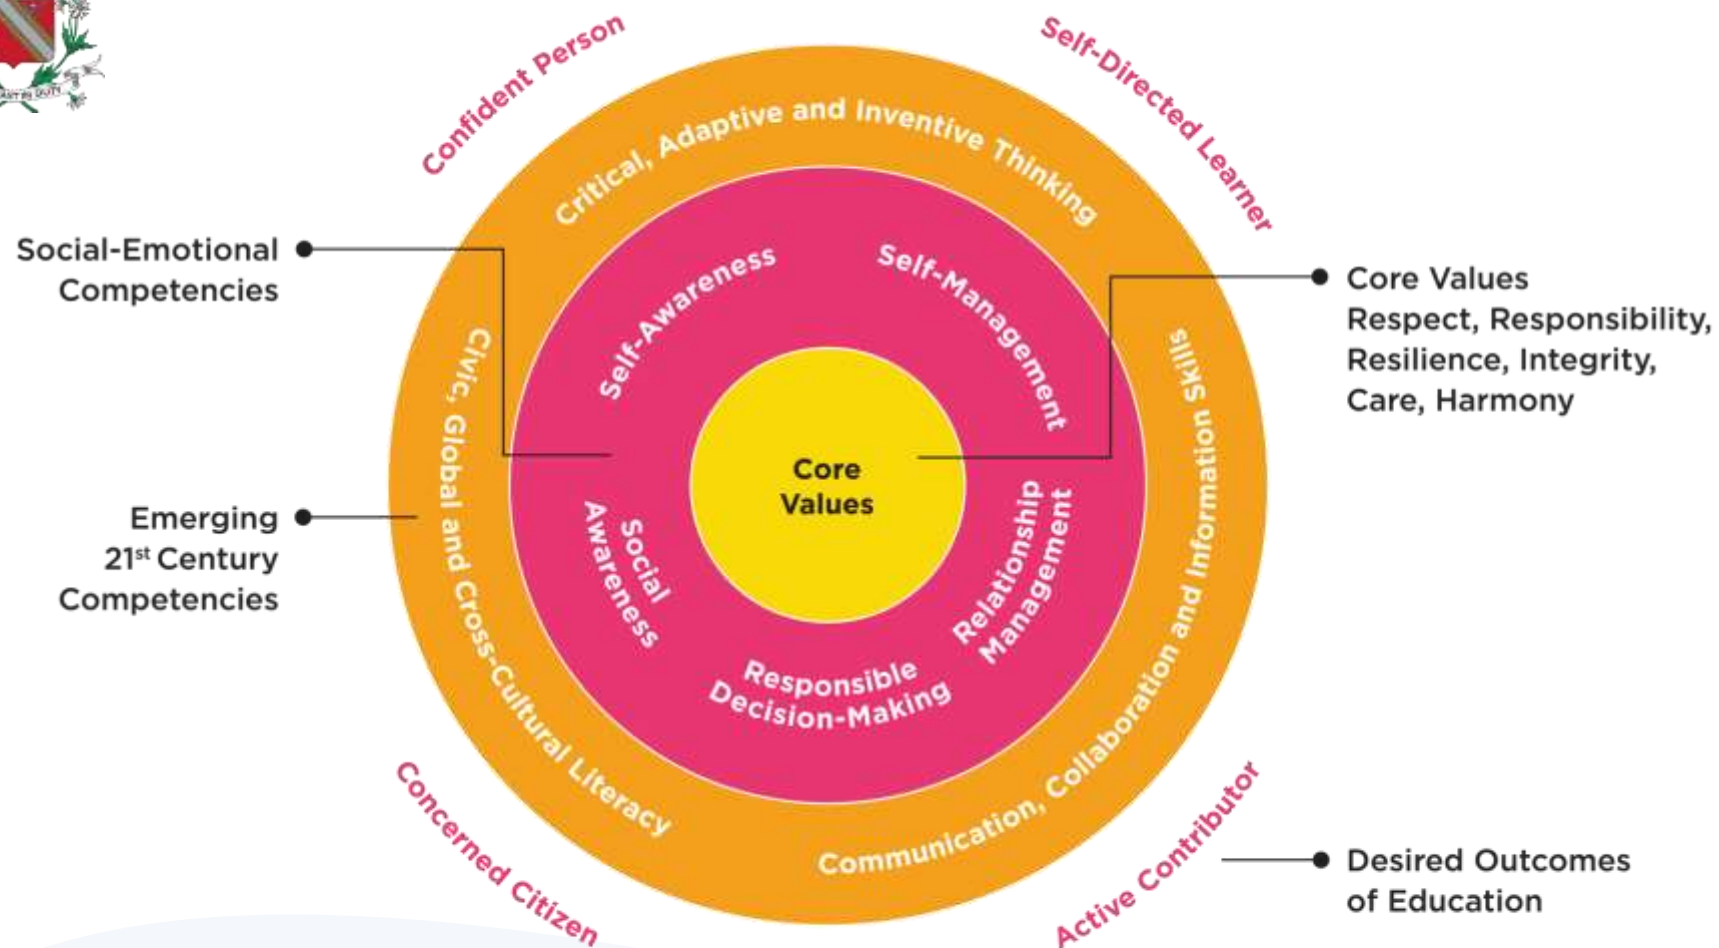 Confident Person
Self-Directed Learner
Critical, Adaptive and Inventive Thinking
Social-Emotional
Competencies
Self-Awareness
Self-Management
Core Values
Respect, Responsibility,
Resilience, Integrity,
Care, Harmony
Civic, Global and Cross-Cultural Literacy
Communication, Collaboration and Information Skills
Core
Values
Emerging
21st Century
Competencies
Social
Awareness
Relationship
Management
Responsible
Decision-Making
Concerned Citizen
Active Contributor
Desired Outcomes
of Education